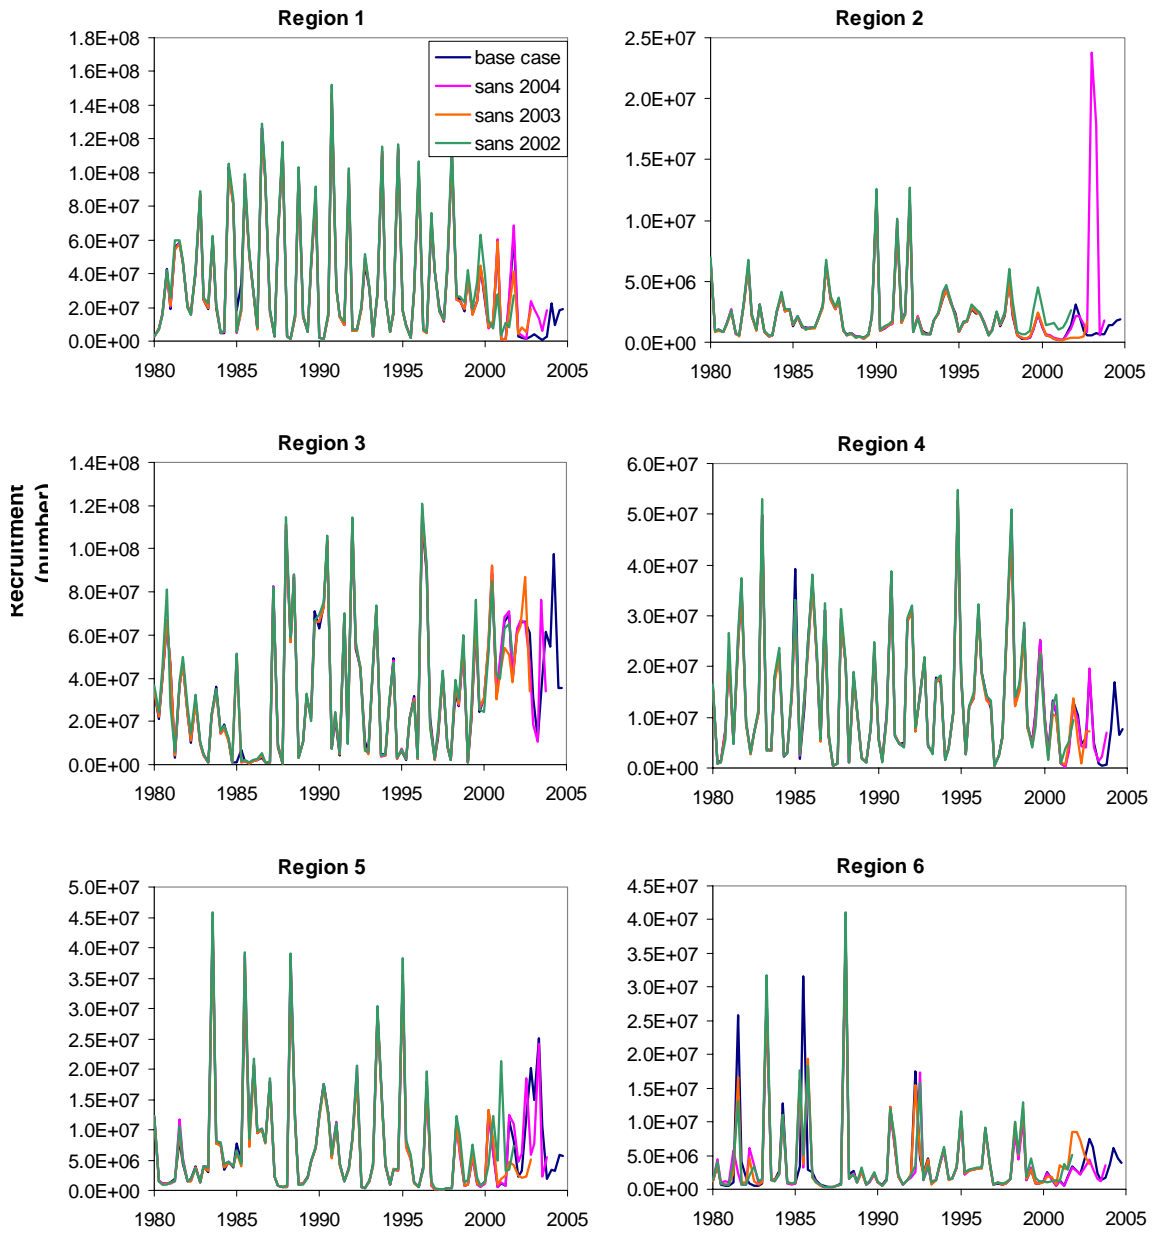 Region 1
1.8E+08
1.6E+08
1.4E+08
1.2E+08
1.0E+08
8.0E+07
6.0E+07
4.0E+07
2.0E+07
0.0E+00
1980 1985 1990 1995 2000 2005
base case
sans 2004
sans 2003
sans 2002
Region 2
2.5E+07
2.0E+07
1.5E+07
1.0E+07
5.0E+06
0.0E+00
1980 1985 1990 1995 2000 2005
Recruitment
(number)
Region 3
1.4E+08
1.2E+08
1.0E+08
8.0E+07
6.0E+07
4.0E+07
2.0E+07
0.0E+00
1980 1985 1990 1995 2000 2005
Region 4
6.0E+07
5.0E+07
4.0E+07
3.0E+07
2.0E+07
1.0E+07
0.0E+00
1980 1985 1990 1995 2000 2005
Region 5
5.0E+07
4.5E+07
4.0E+07
3.5E+07
3.0E+07
2.5E+07
2.0E+07
1.5E+07
1.0E+07
5.0E+06
0.0E+00
1980 1985 1990 1995 2000 2005
Region 6
4.5E+07
4.0E+07
3.5E+07
3.0E+07
2.5E+07
2.0E+07
1.5E+07
1.0E+07
5.0E+06
0.0E+00
1980 1985 1990 1995 2000 2005